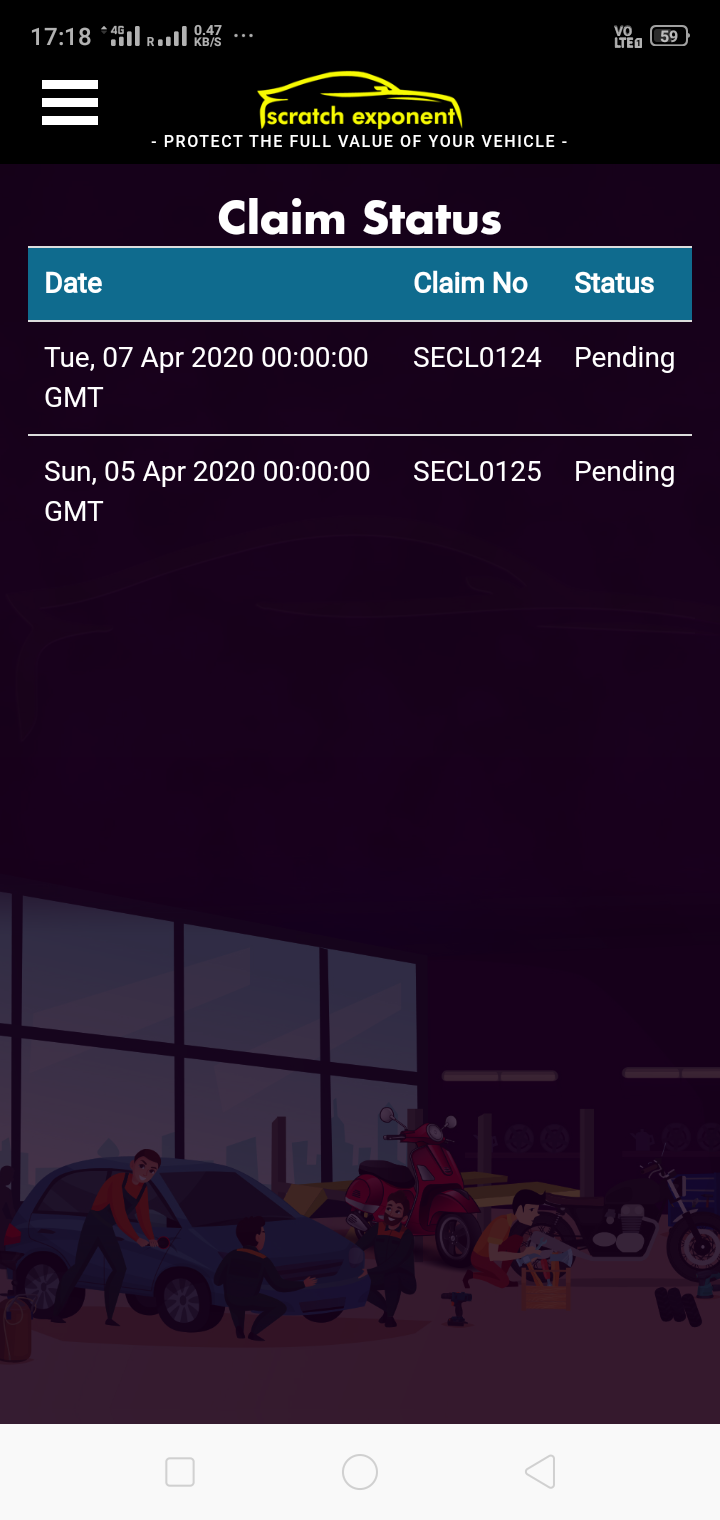 17:18 4G R 0.47 KB/S ... VO LTE 59
scratch exponent
- PROTECT THE FULL VALUE OF YOUR VEHICLE -
Claim Status
Date Claim No Status
Tue, 07 Apr 2020 00:00:00 SECL0124 Pending
GMT
Sun, 05 Apr 2020 00:00:00 SECL0125 Pending
GMT